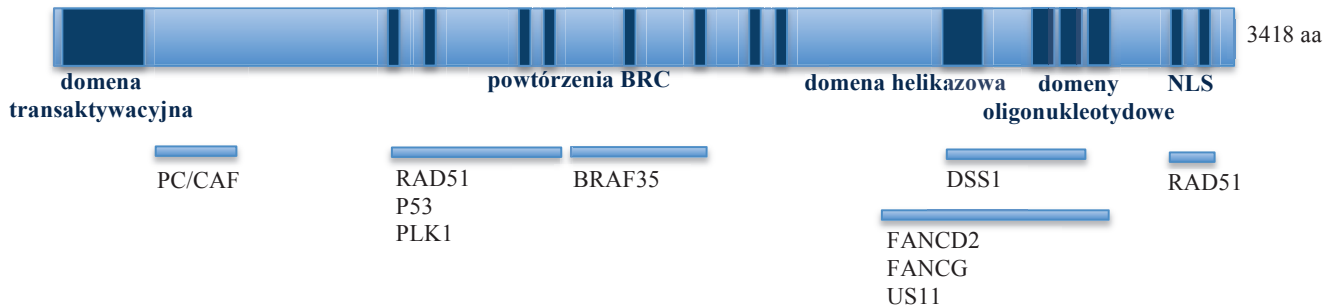 3418 aa
domena
transaktywacyjna
powtórzenia BRC
domena helikazowa
domeny
oligonukleotydowe
NLS
PC/CAF
RAD51
P53
PLK1
BRAF35
DSS1
RAD51
FANCD2
FANCG
US11